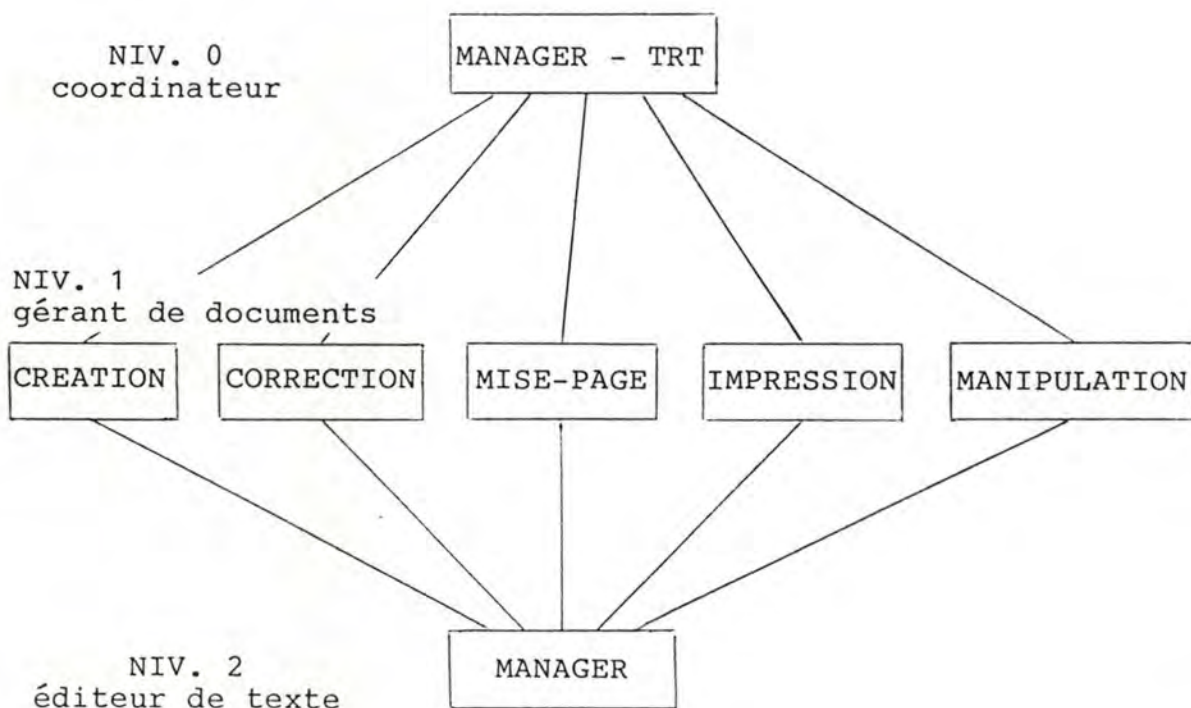 NIV. 0
coordinateur
MANAGER - TRT
NIV. 1
gérant de documents
CREATION
CORRECTION
MISE-PAGE
IMPRESSION
MANIPULATION
NIV. 2
éditeur de texte
MANAGER